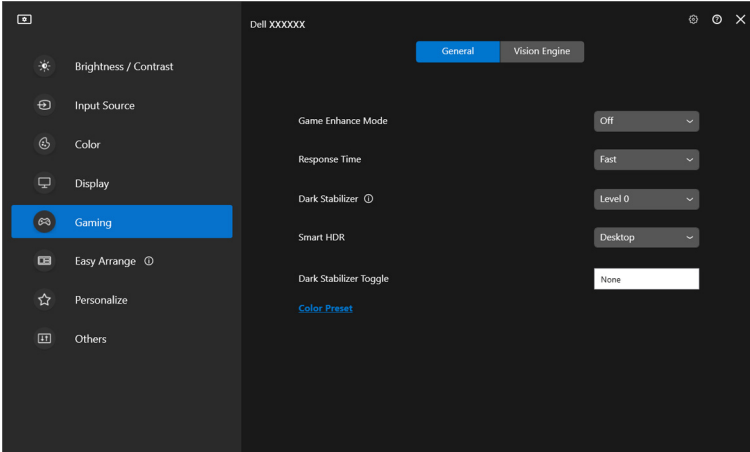 Dell XXXXXX
General
Vision Engine
Brightness / Contrast
Input Source
Color
Display
Gaming
Easy Arrange
Personalize
Others
Game Enhance Mode
Off
Response Time
Fast
Dark Stabilizer
Level 0
Smart HDR
Desktop
Dark Stabilizer Toggle
None
Color Preset